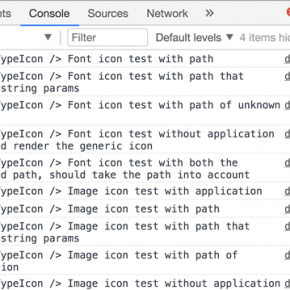 nts Console Sources Network »
Filter Default levels ▼ 4 items hid
ypeIcon /> Font icon test with path d
ypeIcon /> Font icon test with path that d
string params
ypeIcon /> Font icon test with path of unknown d
ypeIcon /> Font icon test without application d
d render the generic icon
ypeIcon /> Font icon test with both the d
d path, should take the path into account
ypeIcon /> Image icon test with application d
ypeIcon /> Image icon test with path d
ypeIcon /> Image icon test with path that d
string params
ypeIcon /> Image icon test with path of d
ion
ypeIcon /> Image icon test without application d